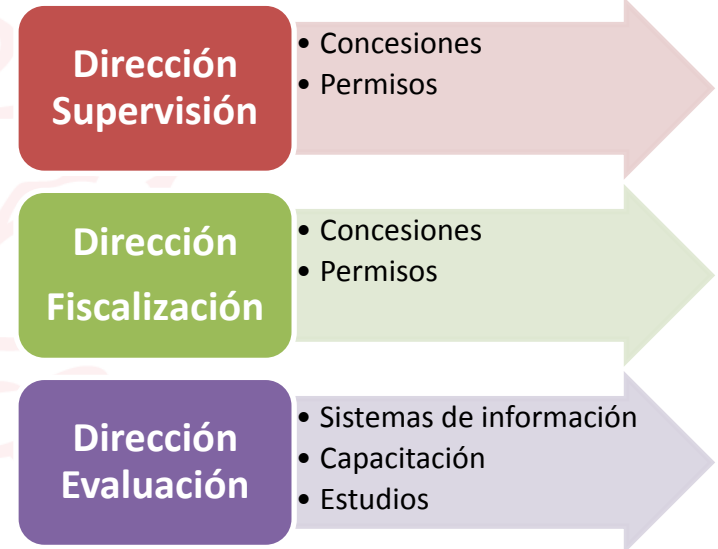 Dirección
Supervisión
• Concesiones
• Permisos
Dirección
Fiscalización
• Concesiones
• Permisos
Dirección
Evaluación
• Sistemas de información
• Capacitación
• Estudios